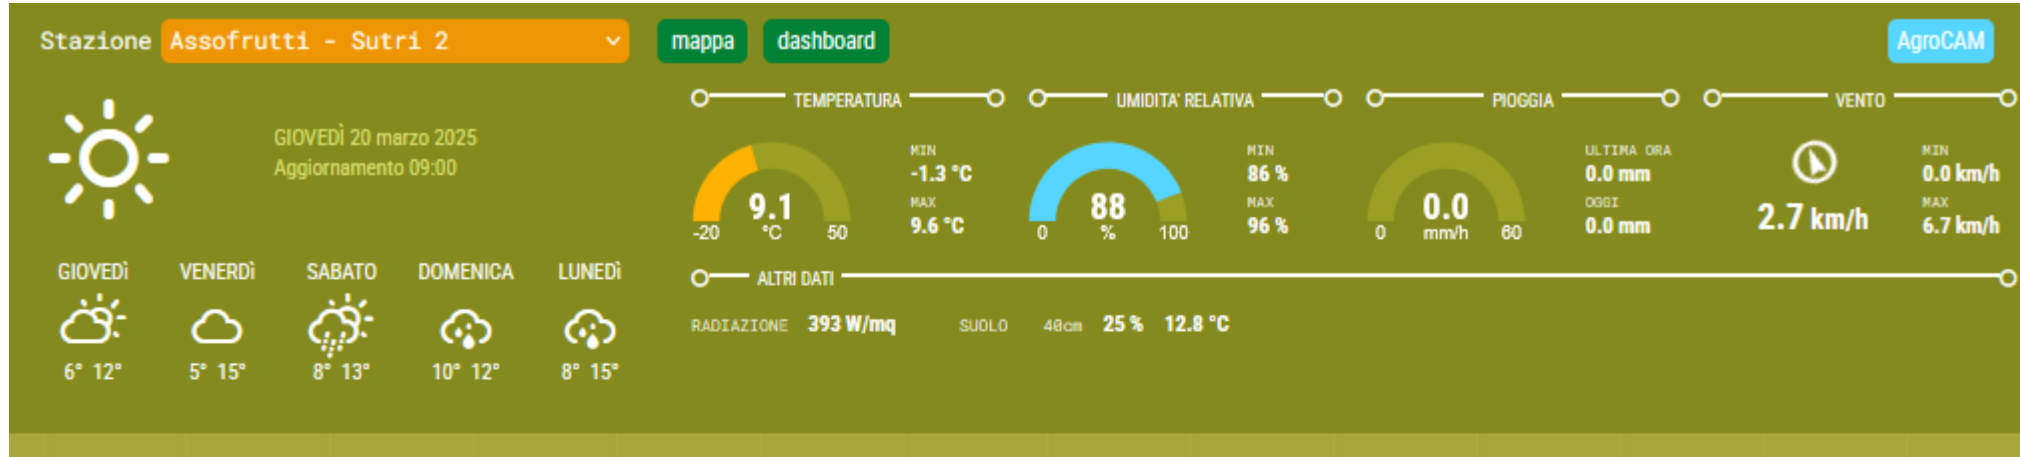 Stazione Assofrutti - Sutri 2 mappa dashboard AgroCAM
GIOVEDÌ 20 marzo 2025
Aggiornamento 09:00
GIOVEDÌ VENERDÌ SABATO DOMENICA LUNEDÌ
6° 12° 5° 15° 8° 13° 10° 12° 8° 15°
TEMPERATURA
9.1
°C
-20 50
MIN
-1.3 °C
MAX
9.6 °C
UMIDITA' RELATIVA
88
%
0 100
MIN
86 %
MAX
96 %
PIOGGIA
0.0
mm/h
0 60
ULTIMA ORA
0.0 mm
OGGI
0.0 mm
VENTO
2.7 km/h
MIN
0.0 km/h
MAX
6.7 km/h
ALTRI DATI
RADIAZIONE 393 W/mq SUOLO 40cm 25 % 12.8 °C